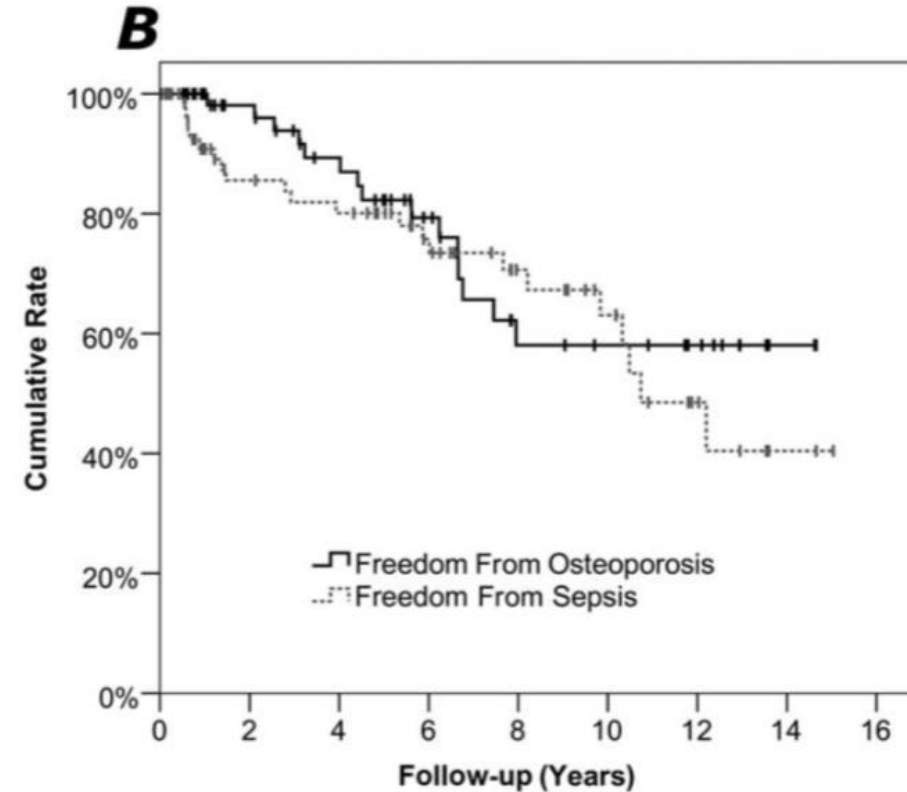 B
100%
80%
60%
40%
20%
0%
Cumulative Rate
Freedom From Osteoporosis
Freedom From Sepsis
0 2 4 6 8 10 12 14 16
Follow-up (Years)